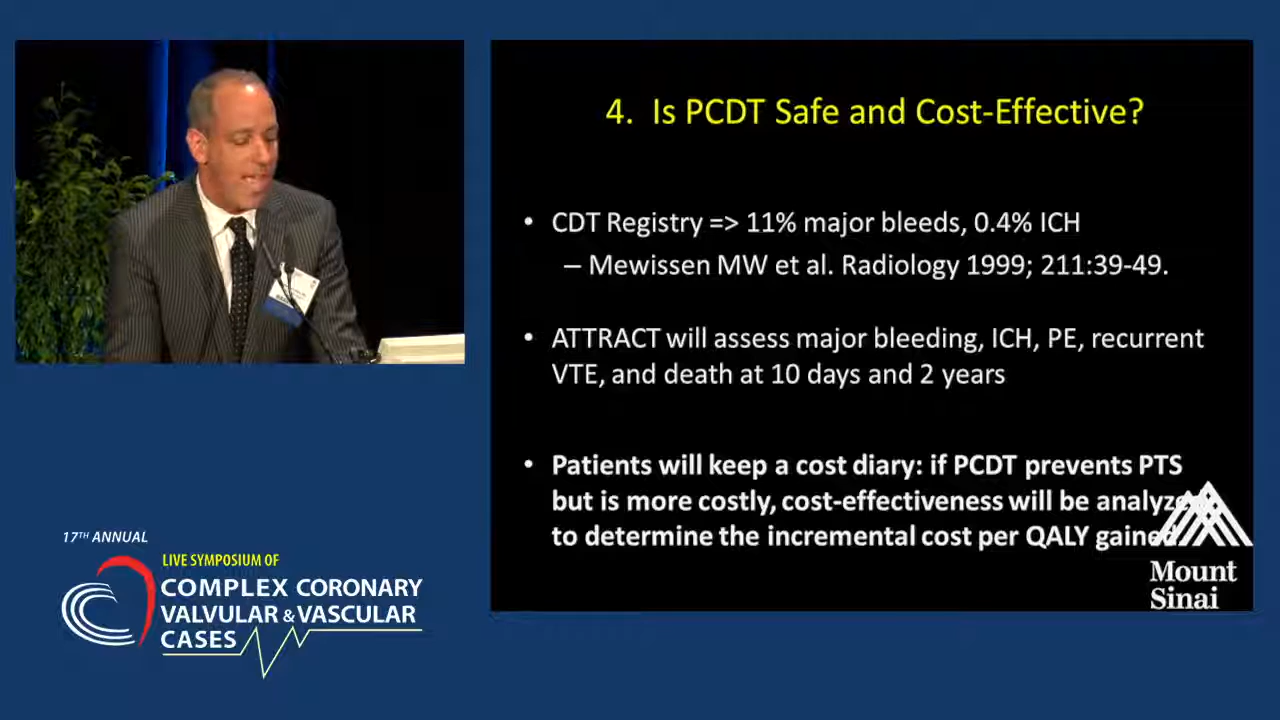 4. Is PCDT Safe and Cost-Effective?
• CDT Registry => 11% major bleeds, 0.4% ICH
– Mewissen MW et al. Radiology 1999; 211:39-49.
• ATTRACT will assess major bleeding, ICH, PE, recurrent
VTE, and death at 10 days and 2 years
• Patients will keep a cost diary: if PCDT prevents PTS
but is more costly, cost-effectiveness will be analyzed
to determine the incremental cost per QALY gained.
Mount
Sinai
17TH ANNUAL
LIVE SYMPOSIUM OF
COMPLEX CORONARY
VALVULAR & VASCULAR
CASES